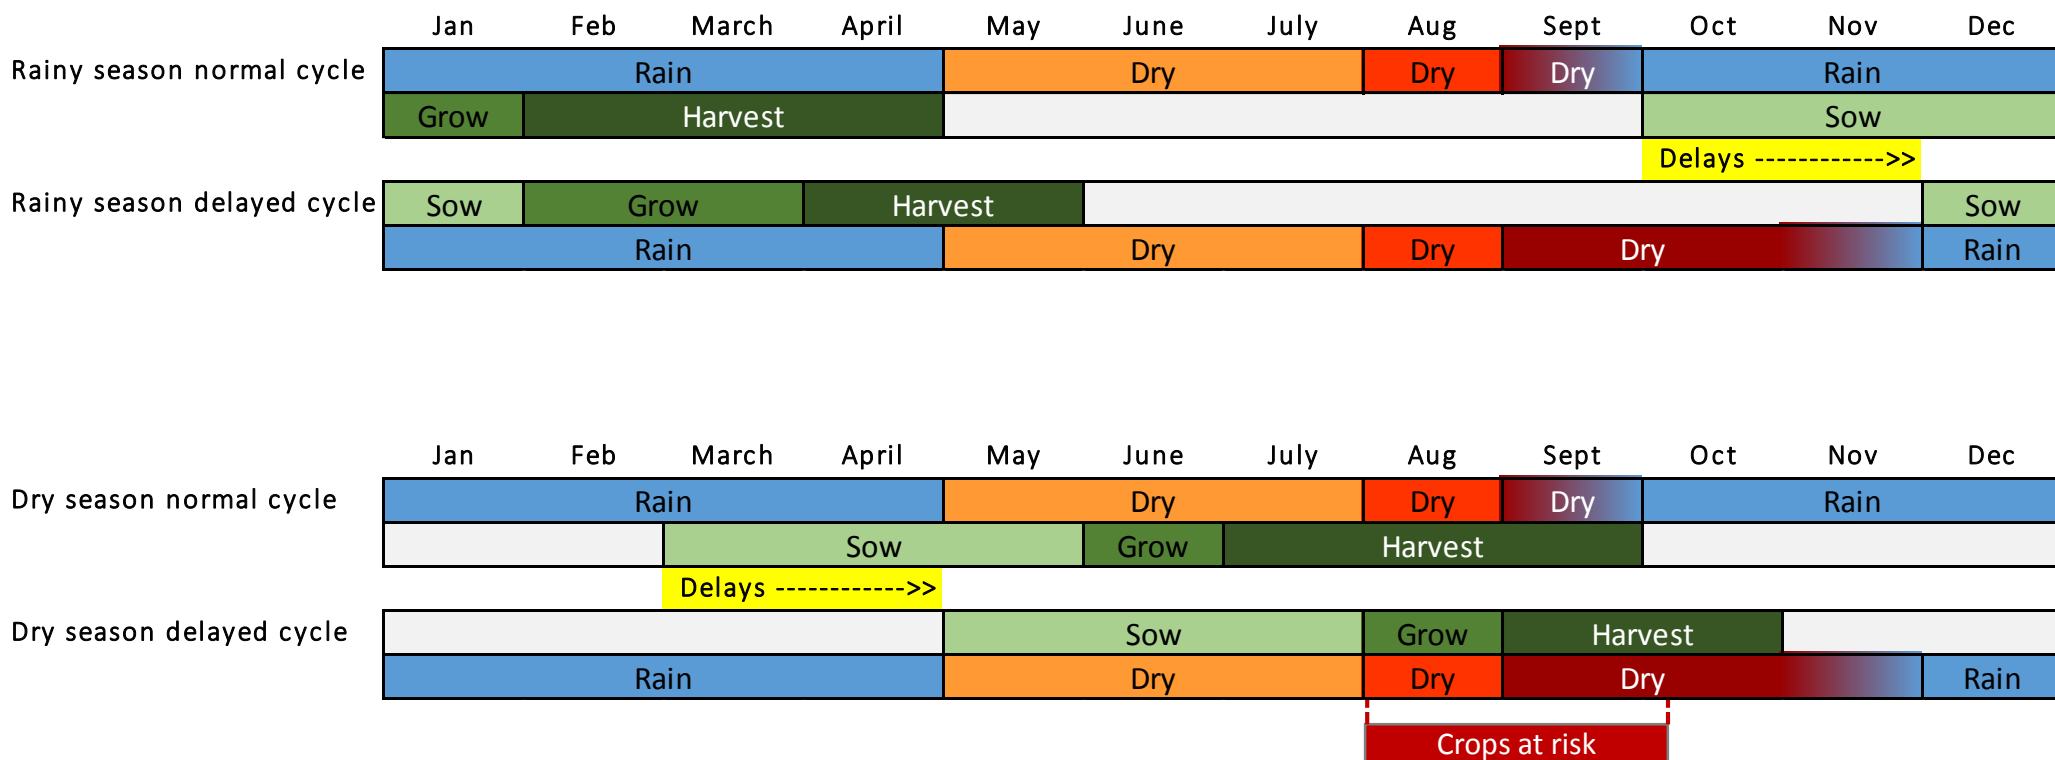 Jan Feb March April May June July Aug Sept Oct Nov Dec
Rainy season normal cycle Rain Dry Dry Dry Rain
Grow Harvest Sow
Delays ------------>>
Rainy season delayed cycle Sow Grow Harvest Sow
Rain Dry Dry Dry Rain
Jan Feb March April May June July Aug Sept Oct Nov Dec
Dry season normal cycle Rain Dry Dry Dry Rain
Sow Grow Harvest
Delays ------------>>
Dry season delayed cycle Sow Grow Harvest
Rain Dry Dry Dry Rain
Crops at risk